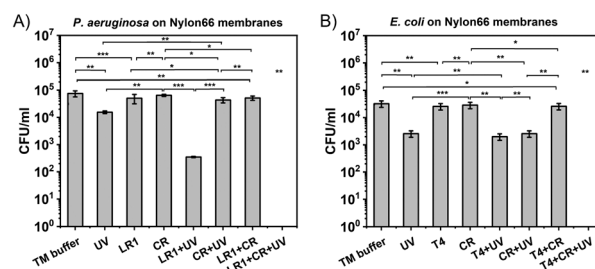 A)
P. aeruginosa on Nylon66 membranes
CFU/ml
10^7
10^6
10^5
10^4
10^3
10^2
10^1
10^0
**
*** ** *
** * *
**
** *** ** **
** *** ***
TM buffer
UV
LR1
CR
LR1+UV
CR+UV
LR1+CR
LR1+CR+UV
B)
E. coli on Nylon66 membranes
CFU/ml
10^7
10^6
10^5
10^4
10^3
10^2
10^1
10^0
*
** ** **
** ** ** **
*
*** ** **
TM buffer
UV
T4
CR
T4+UV
CR+UV
T4+CR
T4+CR+UV